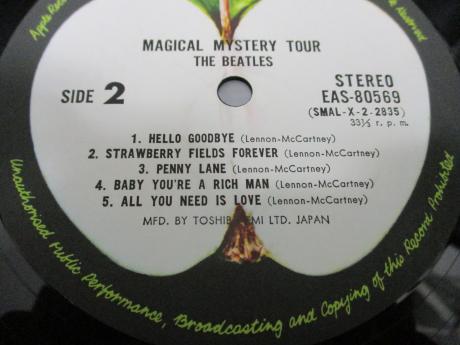 Apple Reco
MAGICAL MYSTERY TOUR
THE BEATLES
SIDE 2
STEREO
EAS-80569
(SMAL-X-2-2835)
33⅓ r. p. m.
1. HELLO GOODBYE (Lennon-McCartney)
2. STRAWBERRY FIELDS FOREVER (Lennon-McCartney)
3. PENNY LANE (Lennon-McCartney)
4. BABY YOU'RE A RICH MAN (Lennon-McCartney)
5. ALL YOU NEED IS LOVE (Lennon-McCartney)
MFD. BY TOSHIBA EMI LTD. JAPAN
Unauthorised Public Performance, Broadcasting and Copying of this Record Prohibited